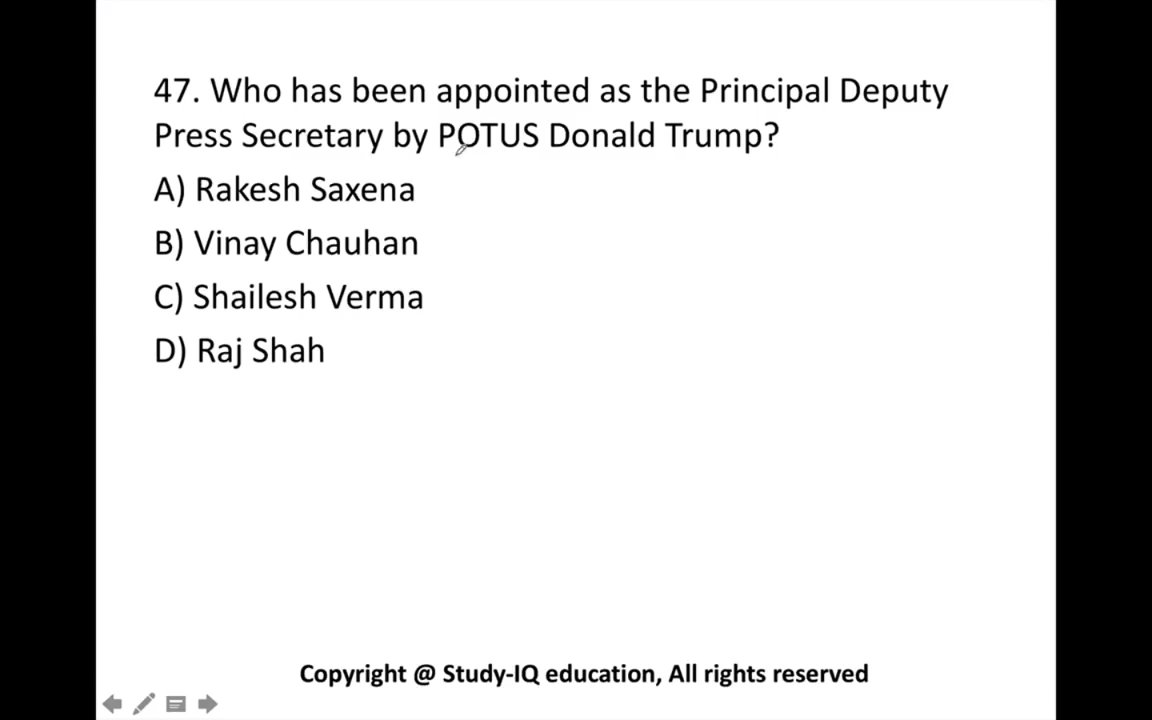 47. Who has been appointed as the Principal Deputy
Press Secretary by POTUS Donald Trump?
A) Rakesh Saxena
B) Vinay Chauhan
C) Shailesh Verma
D) Raj Shah
Copyright @ Study-IQ education, All rights reserved